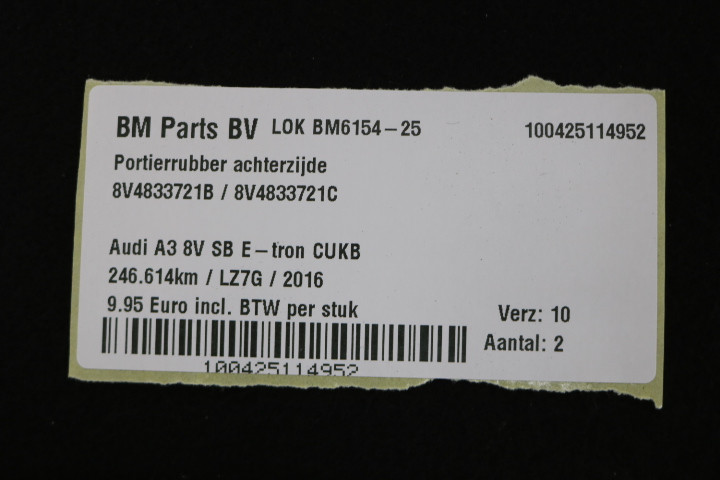 BM Parts BV LOK BM6154-25 100425114952
Portierrubber achterzijde
8V4833721B / 8V4833721C
Audi A3 8V SB E-tron CUKB
246.614km / LZ7G / 2016
9.95 Euro incl. BTW per stuk Verz: 10
Aantal: 2
100425114952